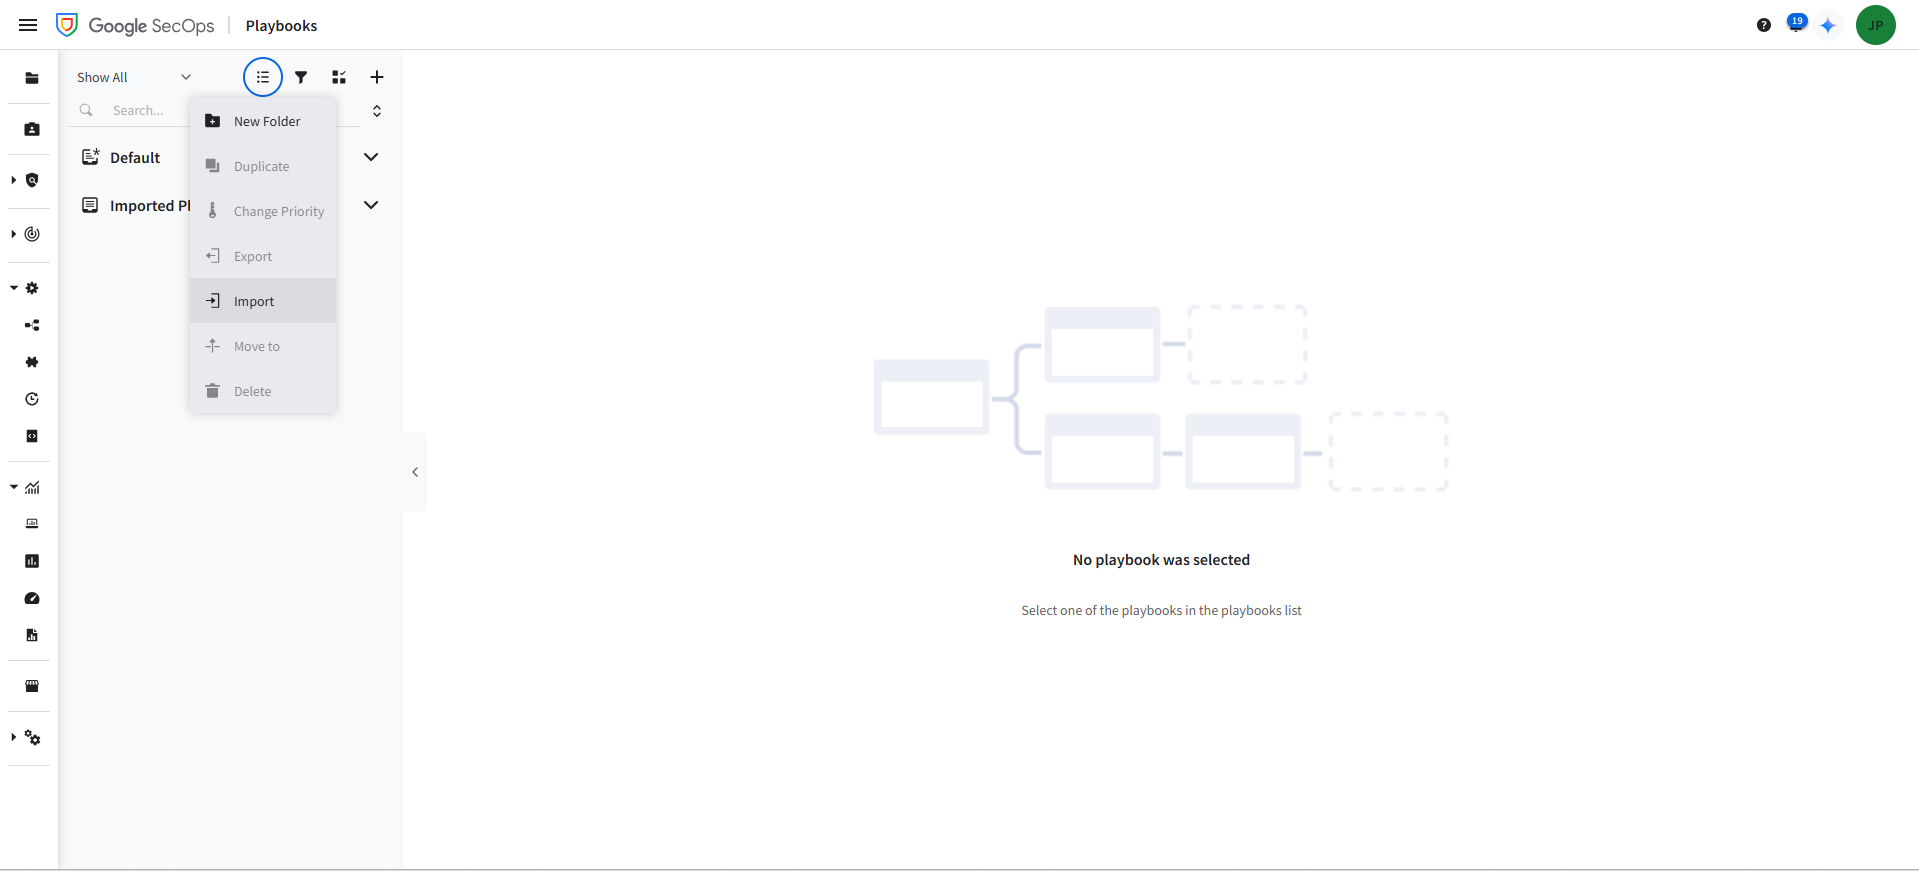 Google SecOps
Playbooks
19
JP
Show All
Search...
New Folder
Default
Duplicate
Imported Pl
Change Priority
Export
Import
Move to
Delete
No playbook was selected
Select one of the playbooks in the playbooks list